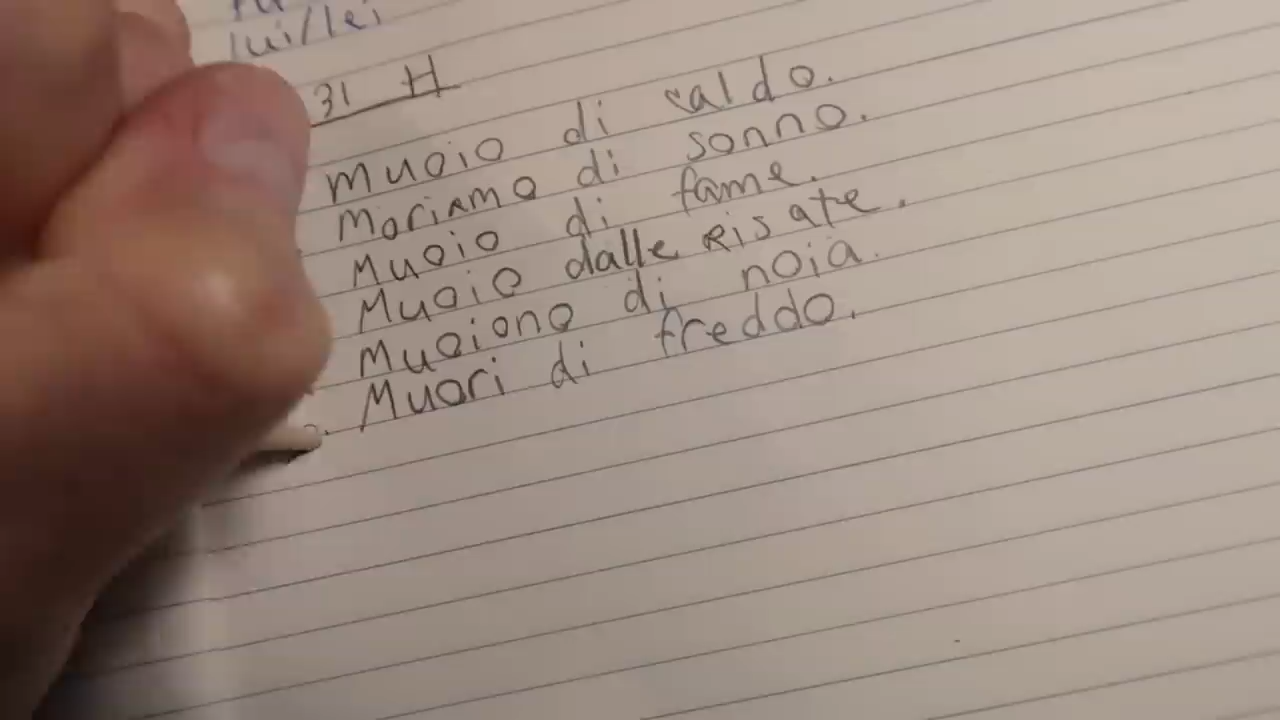 lui/lei
31 H
Muoio di caldo.
Moriamo di sonno.
Muoio di fame.
Muoio dalle risate.
Muoiono di noia.
Muori di freddo.